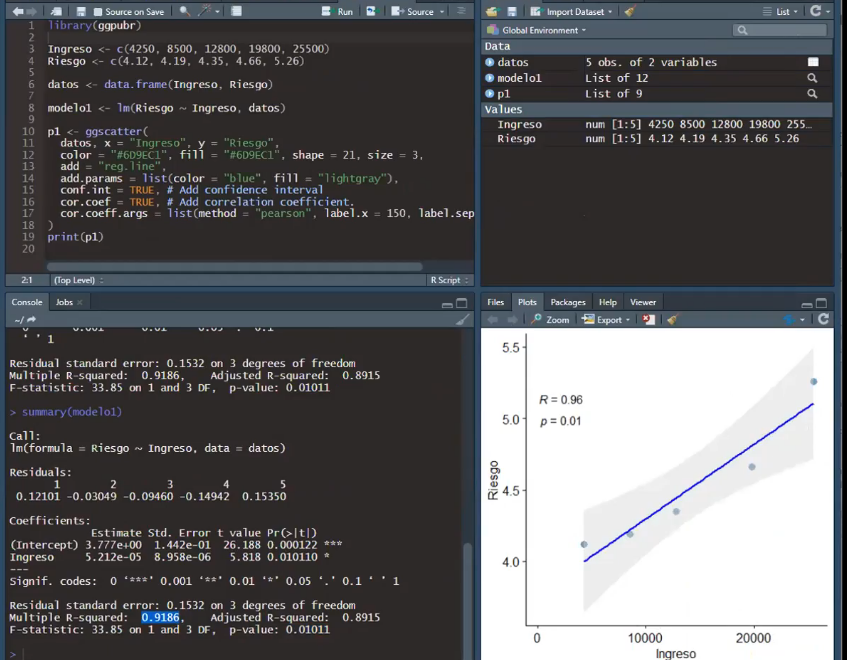 Source on Save
Run
Source
1 library(ggpubr)
2
3 Ingreso <- c(4250, 8500, 12800, 19800, 25500)
4 Riesgo <- c(4.12, 4.19, 4.35, 4.66, 5.26)
5
6 datos <- data.frame(Ingreso, Riesgo)
7
8 modelo1 <- lm(Riesgo ~ Ingreso, datos)
9
10 p1 <- ggscatter(
11 datos, x = "Ingreso", y = "Riesgo",
12 color = "#6D9EC1", fill = "#6D9EC1", shape = 21, size = 3,
13 add = "reg.line",
14 add.params = list(color = "blue", fill = "lightgray"),
15 conf.int = TRUE, # Add confidence interval
16 cor.coef = TRUE, # Add correlation coefficient.
17 cor.coeff.args = list(method = "pearson", label.x = 150, label.sep
18 )
19 print(p1)
20
2:1 (Top Level) R Script
Import Dataset
List
Global Environment
Data
datos 5 obs. of 2 variables
modelo1 List of 12
p1 List of 9
Values
Ingreso num [1:5] 4250 8500 12800 19800 255…
Riesgo num [1:5] 4.12 4.19 4.35 4.66 5.26
Console Jobs
~/
‘ ’ 1
Residual standard error: 0.1532 on 3 degrees of freedom
Multiple R-squared: 0.9186, Adjusted R-squared: 0.8915
F-statistic: 33.85 on 1 and 3 DF, p-value: 0.01011
> summary(modelo1)
Call:
lm(formula = Riesgo ~ Ingreso, data = datos)
Residuals:
1 2 3 4 5
0.12101 -0.03049 -0.09460 -0.14942 0.15350
Coefficients:
Estimate Std. Error t value Pr(>|t|)
(Intercept) 3.777e+00 1.442e-01 26.188 0.000122 ***
Ingreso 5.212e-05 8.958e-06 5.818 0.010110 *
---
Signif. codes: 0 ‘***’ 0.001 ‘**’ 0.01 ‘*’ 0.05 ‘.’ 0.1 ‘ ’ 1
Residual standard error: 0.1532 on 3 degrees of freedom
Multiple R-squared: 0.9186, Adjusted R-squared: 0.8915
F-statistic: 33.85 on 1 and 3 DF, p-value: 0.01011
>
Files Plots Packages Help Viewer
Zoom Export
5.5
R = 0.96
5.0
p = 0.01
Riesgo
4.5
4.0
0 10000 20000
Ingreso